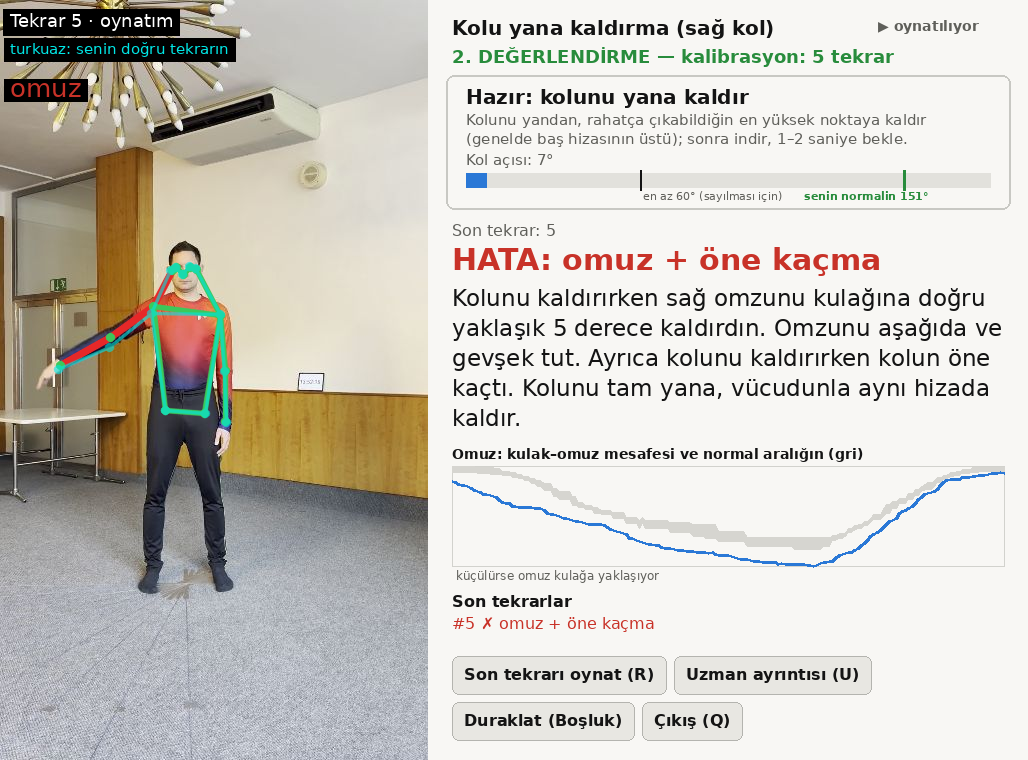 Tekrar 5 · oynatım
turkuaz: senin doğru tekrarın
omuz
Kolu yana kaldırma (sağ kol)
▶ oynatılıyor
2. DEĞERLENDİRME — kalibrasyon: 5 tekrar
Hazır: kolunu yana kaldır
Kolunu yandan, rahatça çıkabildiğin en yüksek noktaya kaldır
(genelde baş hizasının üstü); sonra indir, 1–2 saniye bekle.
Kol açısı: 7°
en az 60° (sayılması için)
senin normalin 151°
Son tekrar: 5
HATA: omuz + öne kaçma
Kolunu kaldırırken sağ omzunu kulağına doğru
yaklaşık 5 derece kaldırdın. Omzunu aşağıda ve
gevşek tut. Ayrıca kolunu kaldırırken kolun öne
kaçtı. Kolunu tam yana, vücudunla aynı hizada
kaldır.
Omuz: kulak–omuz mesafesi ve normal aralığın (gri)
küçülürse omuz kulağa yaklaşıyor
Son tekrarlar
#5 ✗ omuz + öne kaçma
Son tekrarı oynat (R)
Uzman ayrıntısı (U)
Duraklat (Boşluk)
Çıkış (Q)